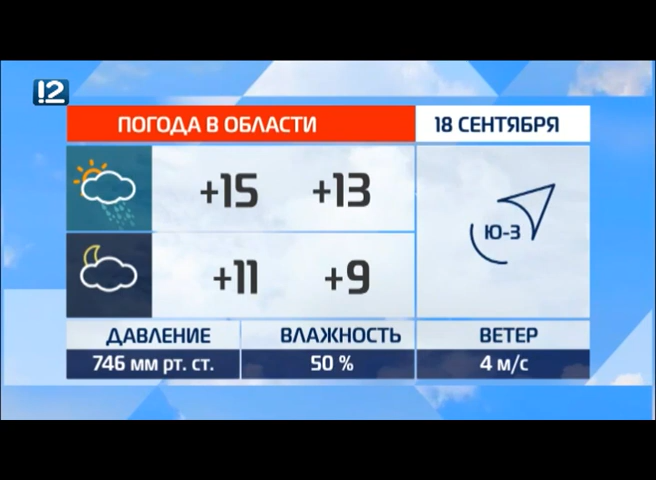 12
ПОГОДА В ОБЛАСТИ
18 СЕНТЯБРЯ
+15 +13
Ю-З
+11 +9
ДАВЛЕНИЕ ВЛАЖНОСТЬ ВЕТЕР
746 мм рт. ст. 50 % 4 м/с